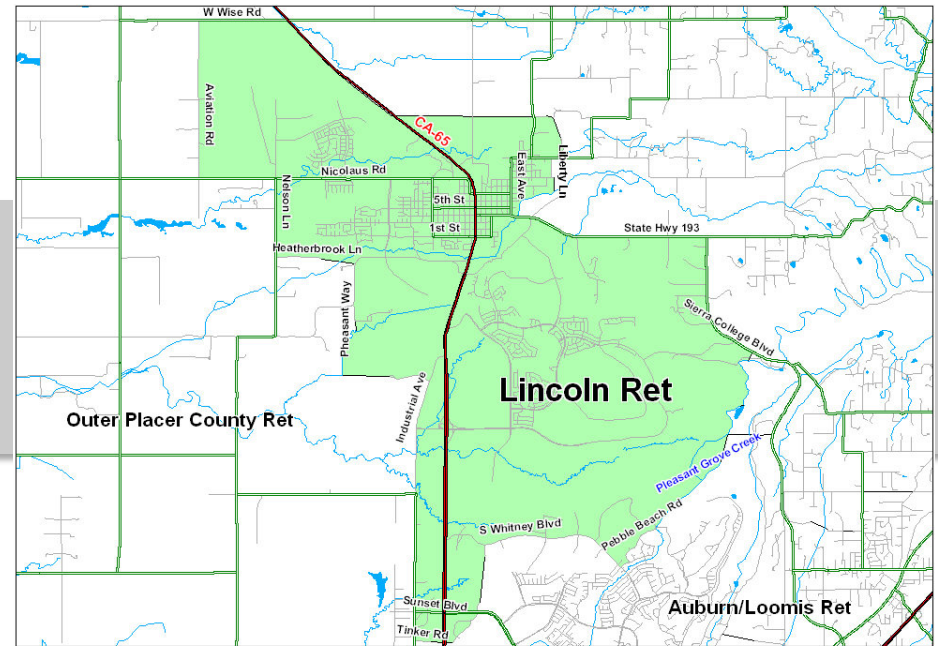 W Wise Rd
Aviation Rd
CA-65
Nicolaus Rd
East Ave
Liberty Ln
Nelson Ln
5th St
1st St
State Hwy 193
Heatherbrook Ln
Pheasant Way
Sierra College Blvd
Industrial Ave
Lincoln Ret
Outer Placer County Ret
Pleasant Grove Creek
S Whitney Blvd
Pebble Beach Rd
Sunset Blvd
Auburn/Loomis Ret
Tinker Rd